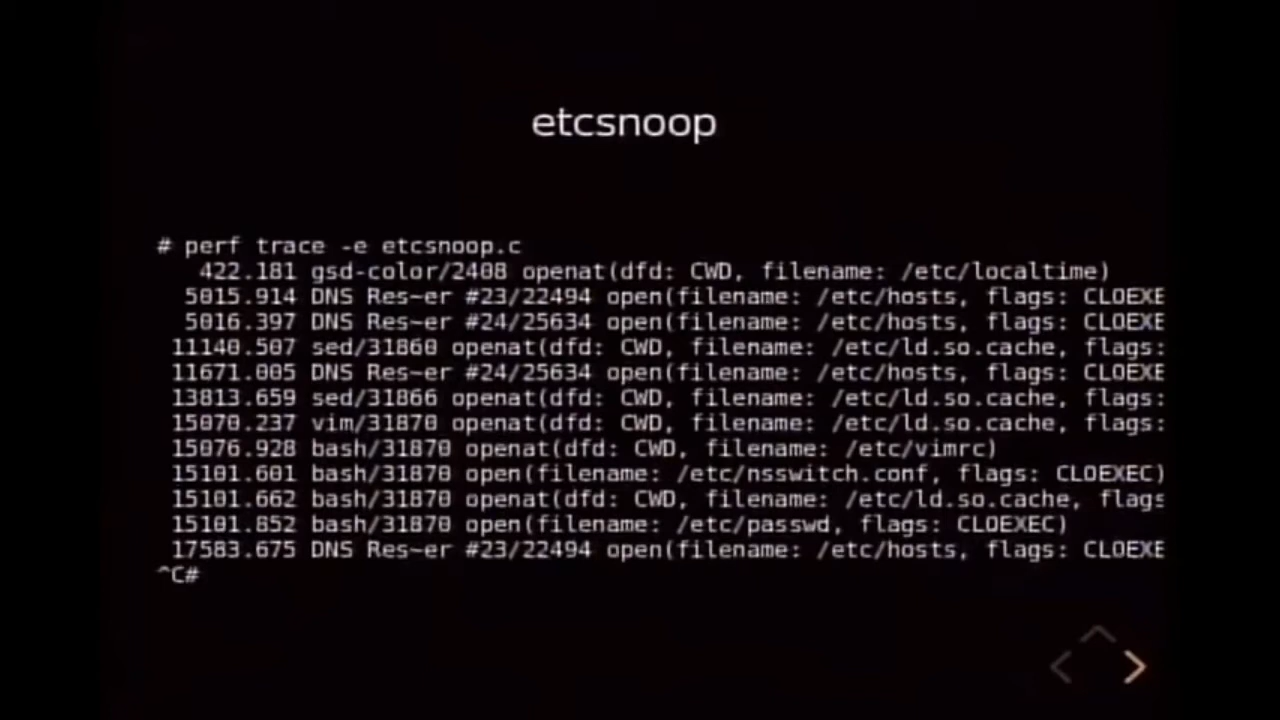 etcsnoop
# perf trace -e etcsnoop.c
422.181 gsd-color/2408 openat(dfd: CWD, filename: /etc/localtime)
5015.914 DNS Res~er #23/22494 open(filename: /etc/hosts, flags: CLOEXE
5016.397 DNS Res~er #24/25634 open(filename: /etc/hosts, flags: CLOEXE
11140.507 sed/31860 openat(dfd: CWD, filename: /etc/ld.so.cache, flags:
11671.005 DNS Res~er #24/25634 open(filename: /etc/hosts, flags: CLOEXE
13813.659 sed/31866 openat(dfd: CWD, filename: /etc/ld.so.cache, flags:
15070.237 vim/31870 openat(dfd: CWD, filename: /etc/ld.so.cache, flags:
15076.928 bash/31870 openat(dfd: CWD, filename: /etc/vimrc)
15101.601 bash/31870 open(filename: /etc/nsswitch.conf, flags: CLOEXEC)
15101.662 bash/31870 openat(dfd: CWD, filename: /etc/ld.so.cache, flags
15101.852 bash/31870 open(filename: /etc/passwd, flags: CLOEXEC)
17583.675 DNS Res~er #23/22494 open(filename: /etc/hosts, flags: CLOEXE
^C#